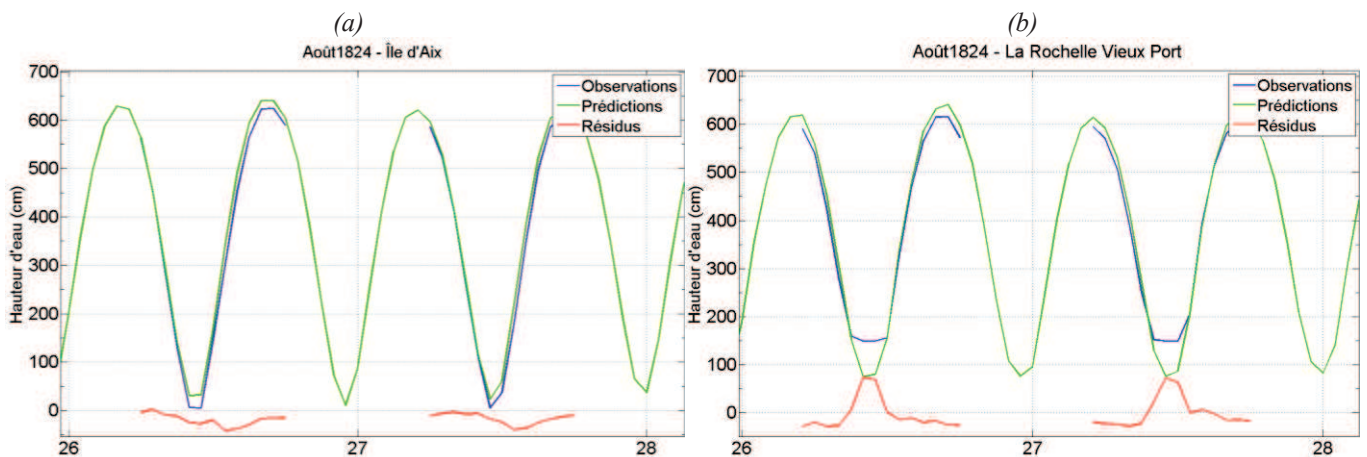 (a)
Août1824 - Île d'Aix
Hauteur d'eau (cm)
700
600
500
400
300
200
100
0
26
27
28
Observations
Prédictions
Résidus
(b)
Août1824 - La Rochelle Vieux Port
Hauteur d'eau (cm)
700
600
500
400
300
200
100
0
26
27
28
Observations
Prédictions
Résidus